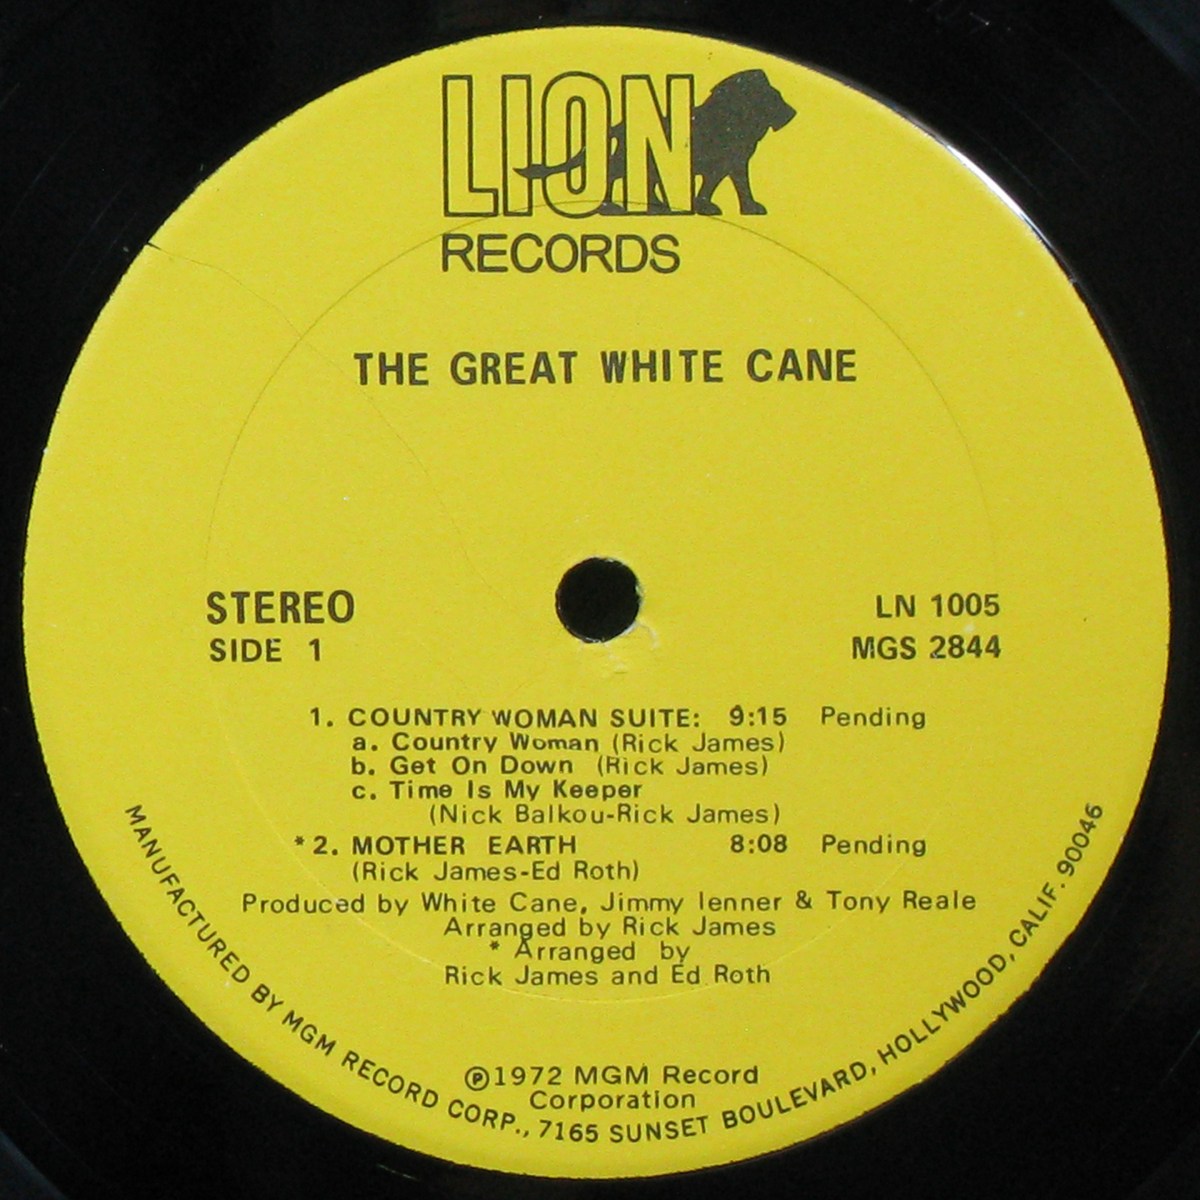 LION
RECORDS
THE GREAT WHITE CANE
STEREO
SIDE 1
LN 1005
MGS 2844
1. COUNTRY WOMAN SUITE: 9:15 Pending
a. Country Woman (Rick James)
b. Get On Down (Rick James)
c. Time Is My Keeper
(Nick Balkou-Rick James)
*2. MOTHER EARTH 8:08 Pending
(Rick James-Ed Roth)
Produced by White Cane, Jimmy Ienner & Tony Reale
Arranged by Rick James
* Arranged by
Rick James and Ed Roth
℗1972 MGM Record
Corporation
MANUFACTURED BY MGM RECORD CORP., 7165 SUNSET BOULEVARD, HOLLYWOOD, CALIF. 90046